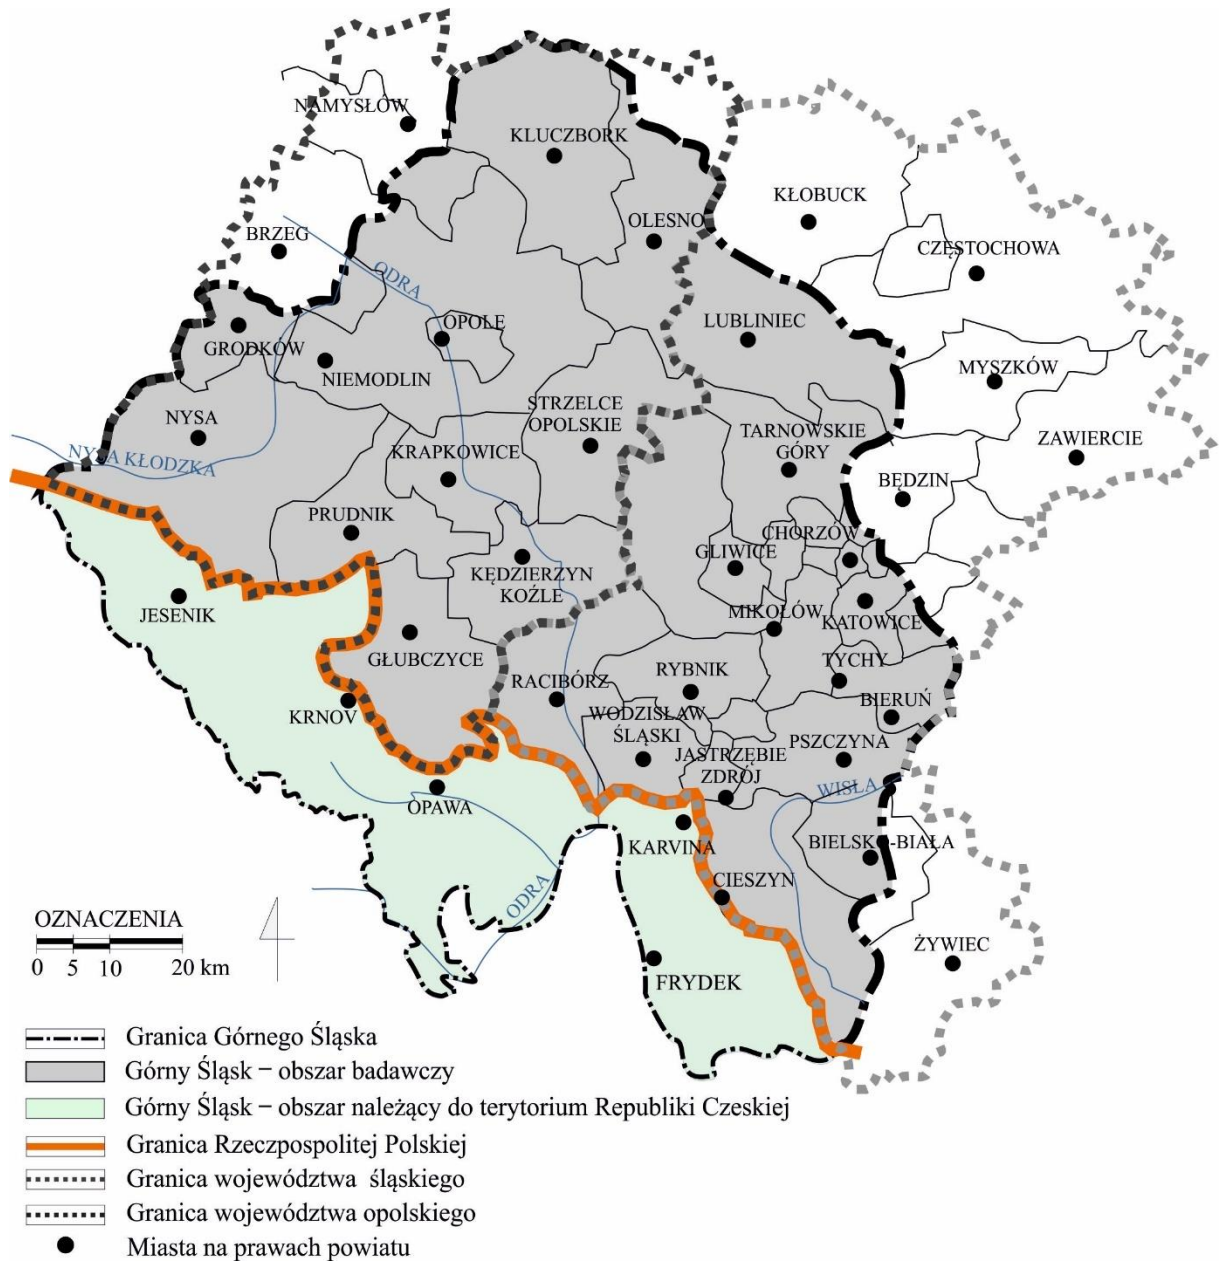 NAMYSŁÓW
KLUCZBORK
KŁOBUCK
OLESNO
BRZEG
CZĘSTOCHOWA
ODRA
OPOLE
LUBLINIEC
GRODKÓW
NIEMODLIN
MYSZKÓW
NYSA
STRZELCE
OPOLSKIE
TARNOWSKIE
GÓRY
ZAWIERCIE
NYSA KŁODZKA
KRAPKOWICE
BĘDZIN
PRUDNIK
CHORZÓW
GLIWICE
KĘDZIERZYN
KOŹLE
JESENIK
MIKOŁÓW
KATOWICE
GŁUBCZYCE
TYCHY
RACIBÓRZ
RYBNIK
BIERUŃ
KRNOV
WODZISŁAW
ŚLĄSKI
PSZCZYNA
JASTRZĘBIE
ZDRÓJ
OPAWA
WISŁA
KARVINA
BIELSKO-BIAŁA
CIESZYN
ODRA
ŻYWIEC
FRYDEK
OZNACZENIA
0 5 10 20 km
Granica Górnego Śląska
Górny Śląsk – obszar badawczy
Górny Śląsk – obszar należący do terytorium Republiki Czeskiej
Granica Rzeczpospolitej Polskiej
Granica województwa śląskiego
Granica województwa opolskiego
Miasta na prawach powiatu